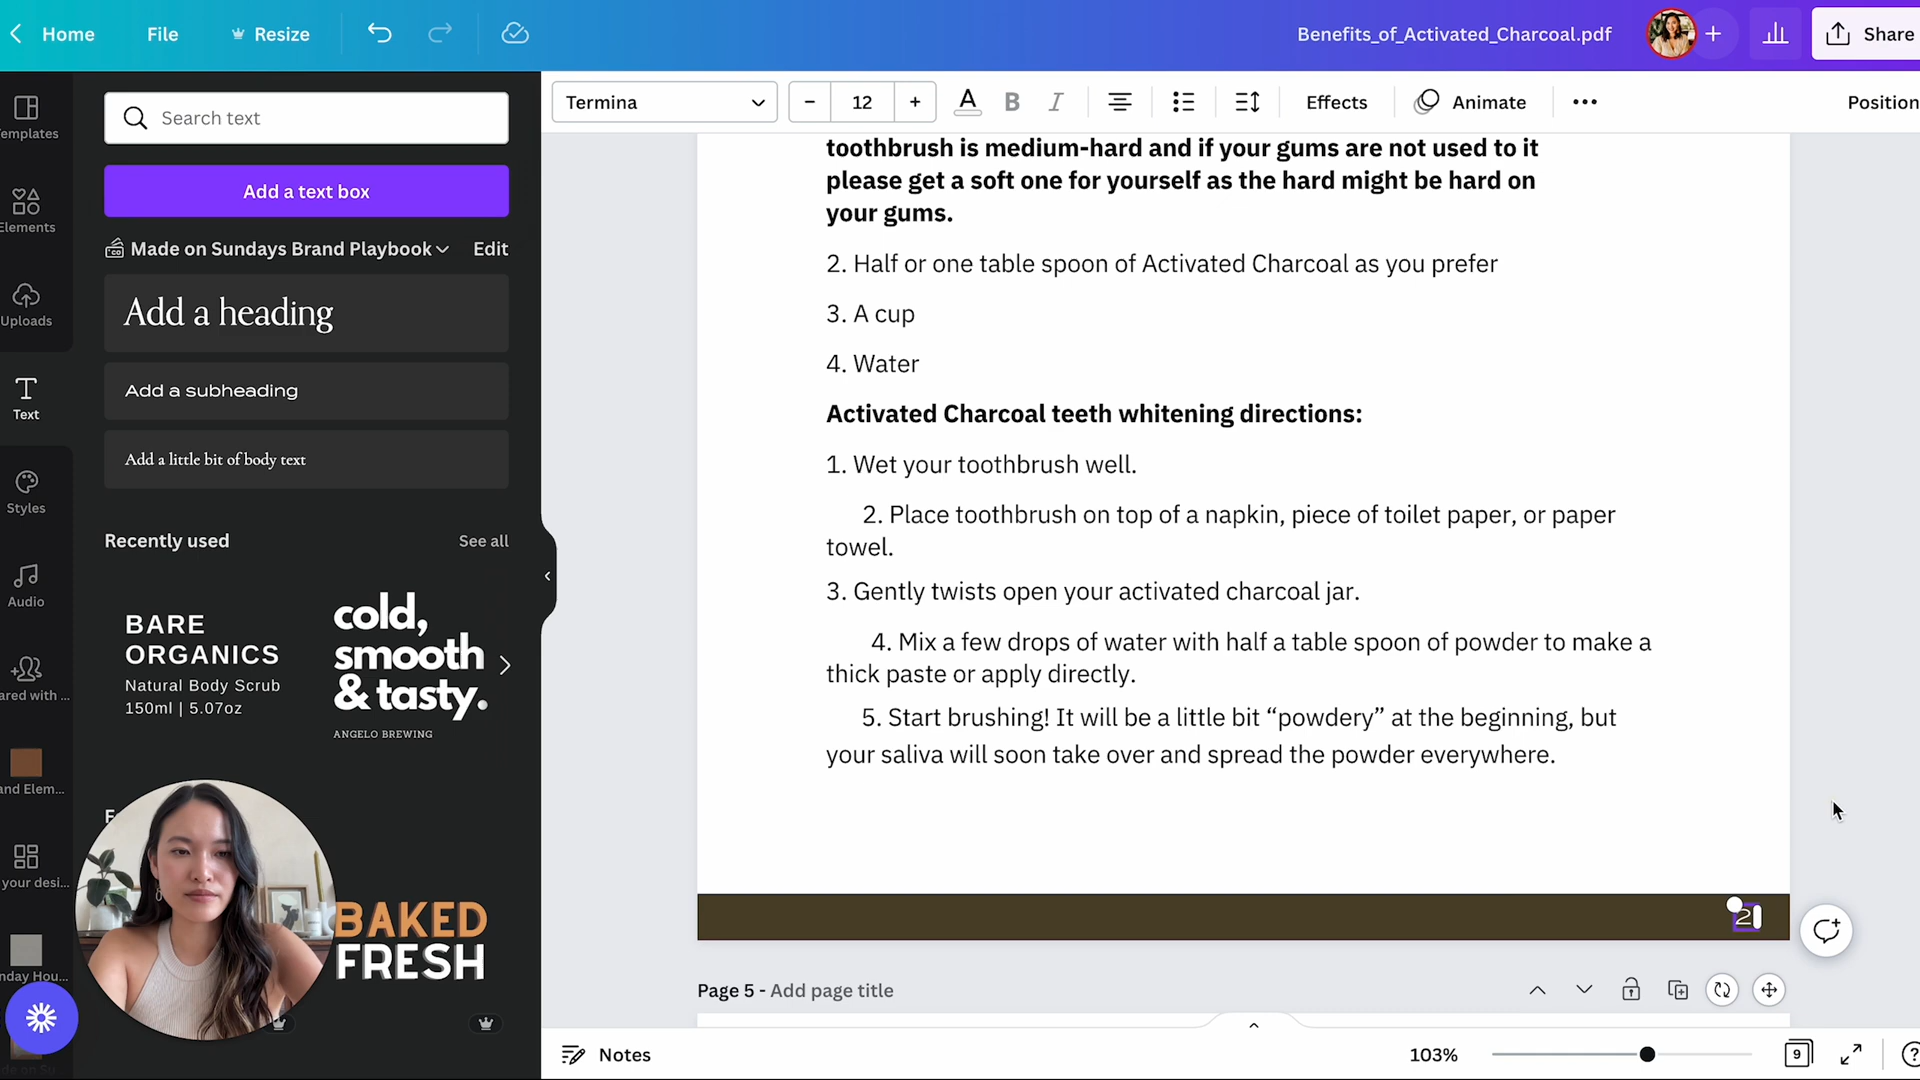 Home
File
Resize
Benefits_of_Activated_Charcoal.pdf
Share
Search text
Termina
12
A
B
I
Effects
Animate
Position
emplates
Elements
Uploads
Text
Styles
Audio
ared with ...
and Elem...
your desi...
nday Hou...
Add a text box
Made on Sundays Brand Playbook
Edit
Add a heading
Add a subheading
Add a little bit of body text
Recently used
See all
BARE
ORGANICS
Natural Body Scrub
150ml | 5.07oz
cold,
smooth
& tasty.
ANGELO BREWING
BAKED
FRESH
toothbrush is medium-hard and if your gums are not used to it
please get a soft one for yourself as the hard might be hard on
your gums.
2. Half or one table spoon of Activated Charcoal as you prefer
3. A cup
4. Water
Activated Charcoal teeth whitening directions:
1. Wet your toothbrush well.
2. Place toothbrush on top of a napkin, piece of toilet paper, or paper
towel.
3. Gently twists open your activated charcoal jar.
4. Mix a few drops of water with half a table spoon of powder to make a
thick paste or apply directly.
5. Start brushing! It will be a little bit “powdery” at the beginning, but
your saliva will soon take over and spread the powder everywhere.
2
Page 5 - Add page title
Notes
103%
9
?